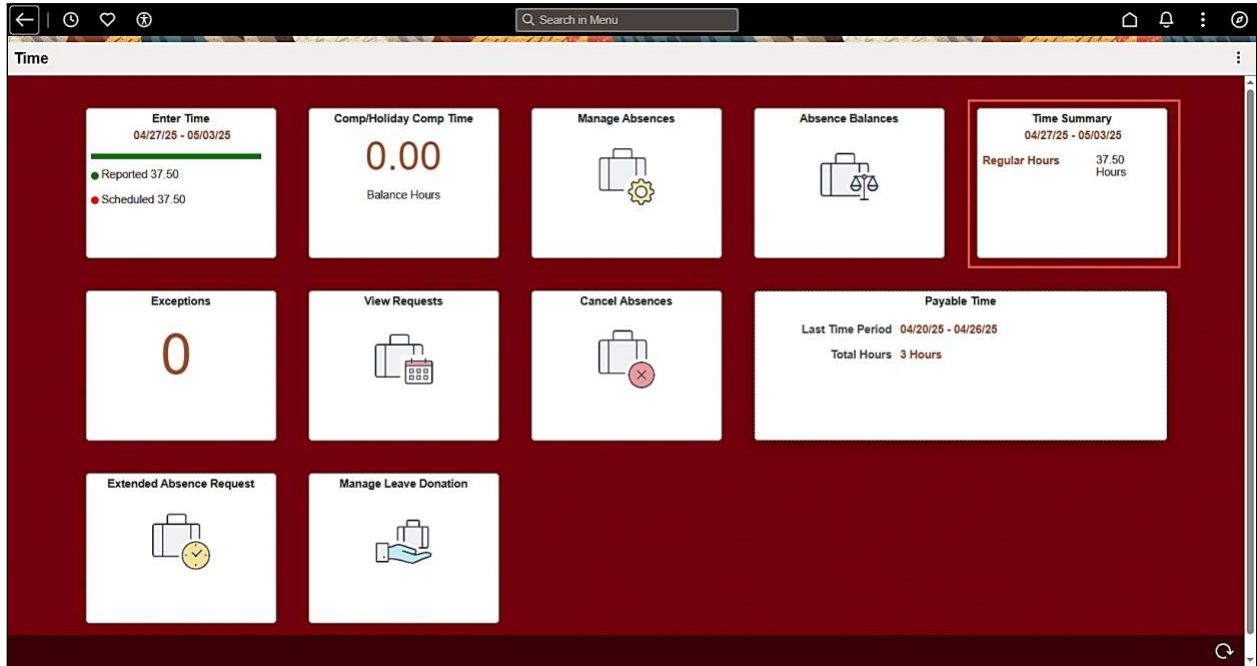 Search in Menu
Time
Enter Time
04/27/25 - 05/03/25
Reported 37.50
Scheduled 37.50
Comp/Holiday Comp Time
0.00
Balance Hours
Manage Absences
Absence Balances
Time Summary
04/27/25 - 05/03/25
Regular Hours 37.50
Hours
Exceptions
0
View Requests
Cancel Absences
Payable Time
Last Time Period 04/20/25 - 04/26/25
Total Hours 3 Hours
Extended Absence Request
Manage Leave Donation